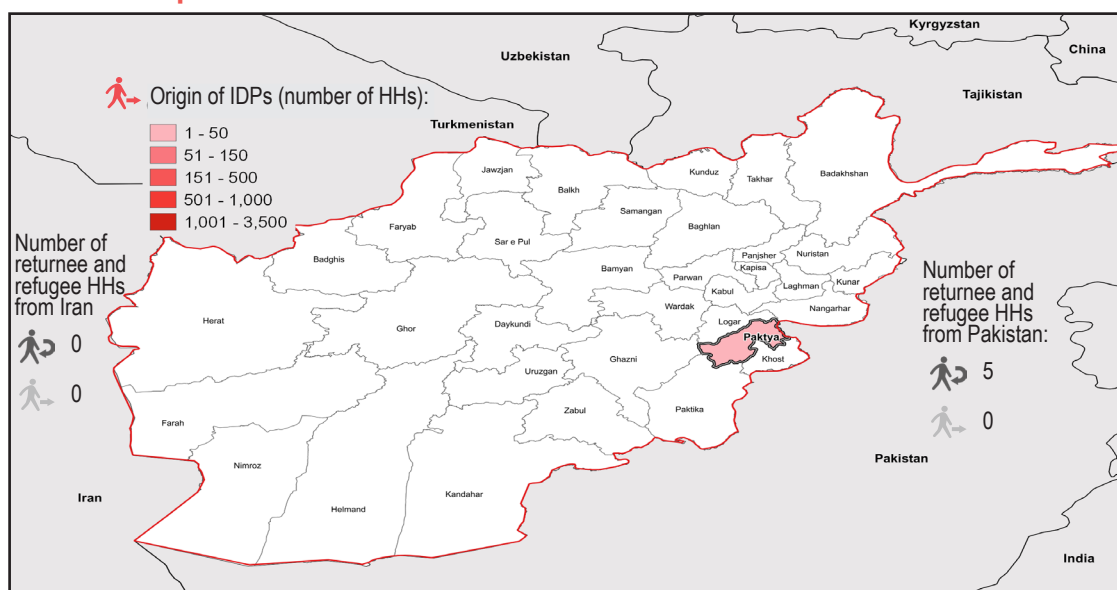 Kyrgyzstan
China
Uzbekistan
Tajikistan
Turkmenistan
Origin of IDPs (number of HHs):
1 - 50
51 - 150
151 - 500
501 - 1,000
1,001 - 3,500
Number of
returnee and
refugee HHs
from Iran
0
0
Jawzjan
Balkh
Kunduz
Takhar
Badakhshan
Faryab
Samangan
Sar e Pul
Baghlan
Badghis
Bamyan
Parwan
Panjsher
Kapisa
Nuristan
Kunar
Laghman
Kabul
Wardak
Nangarhar
Herat
Ghor
Daykundi
Logar
Paktya
Khost
Ghazni
Uruzgan
Zabul
Paktika
Farah
Nimroz
Helmand
Kandahar
Number of
returnee and
refugee HHs
from Pakistan:
5
0
Iran
Pakistan
India